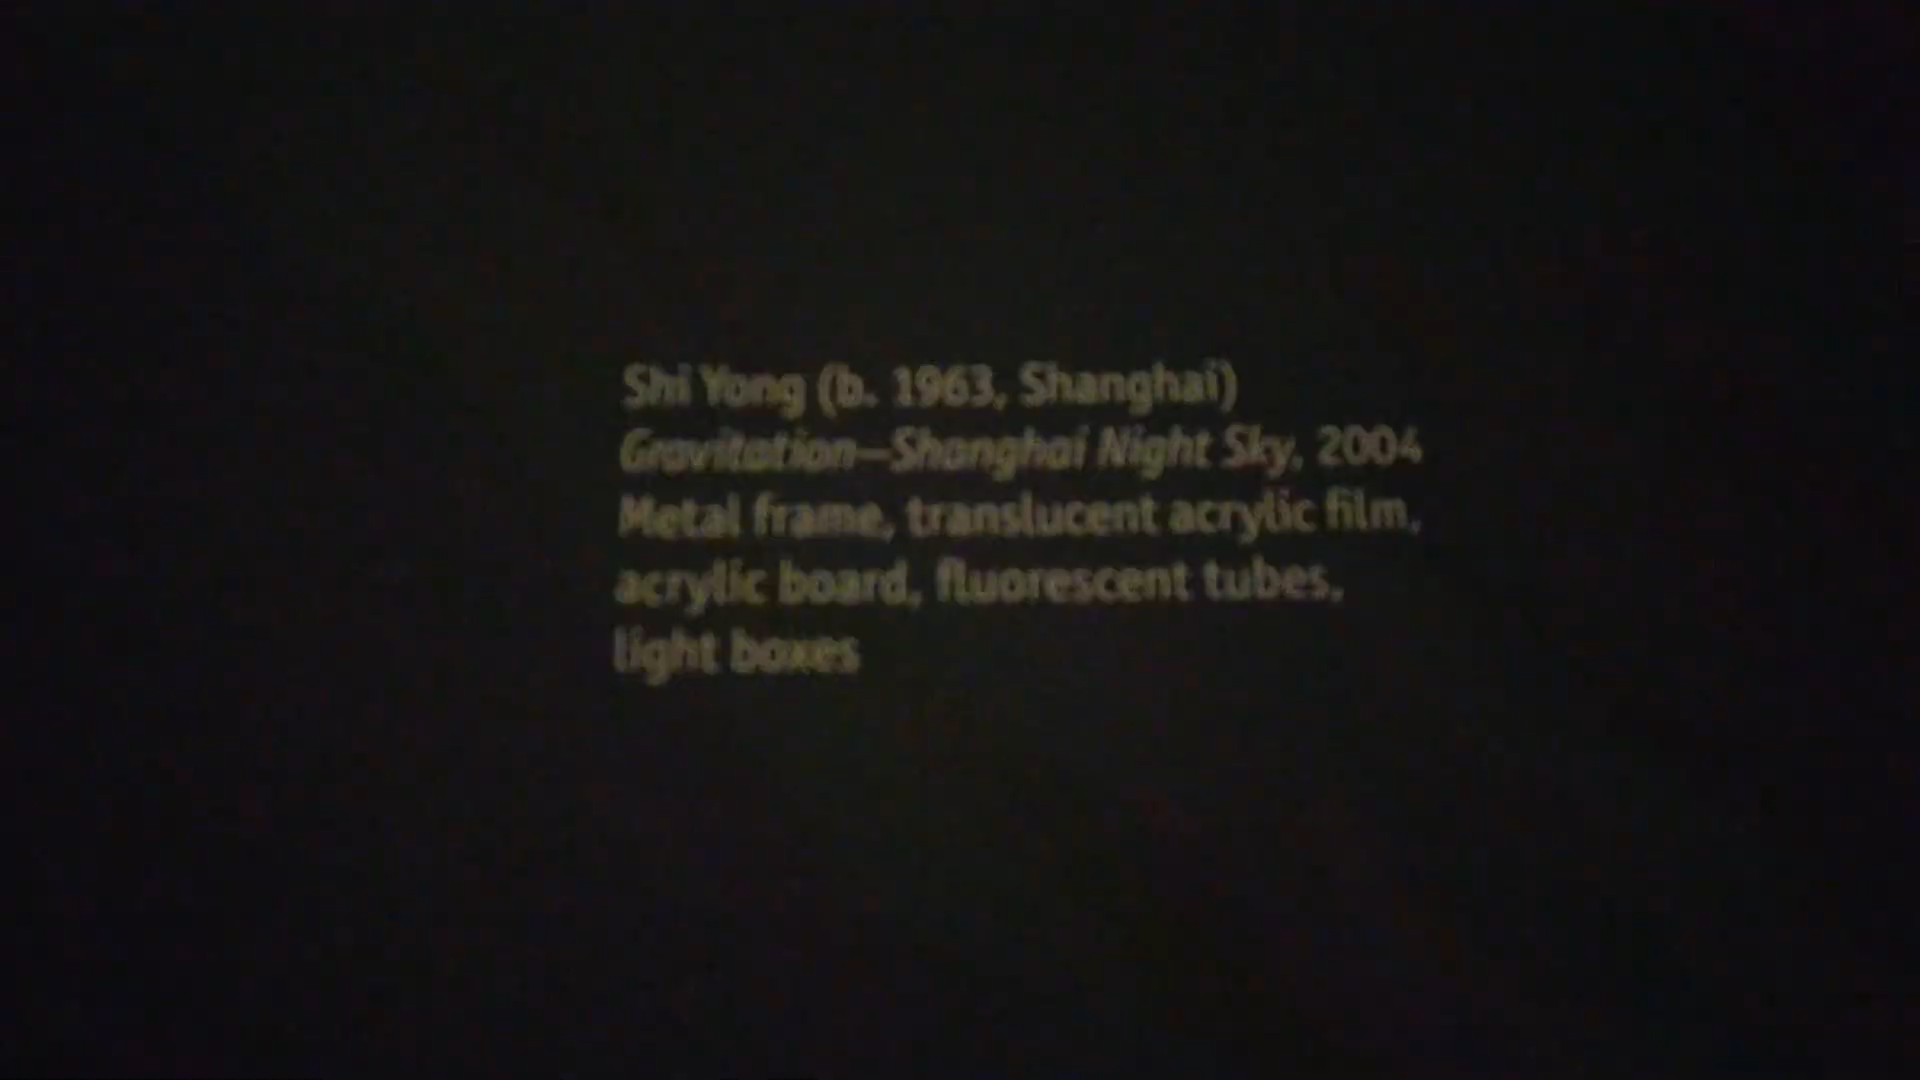 Shi Yong (b. 1963, Shanghai)
Gravitation—Shanghai Night Sky, 2004
Metal frame, translucent acrylic film,
acrylic board, fluorescent tubes,
light boxes